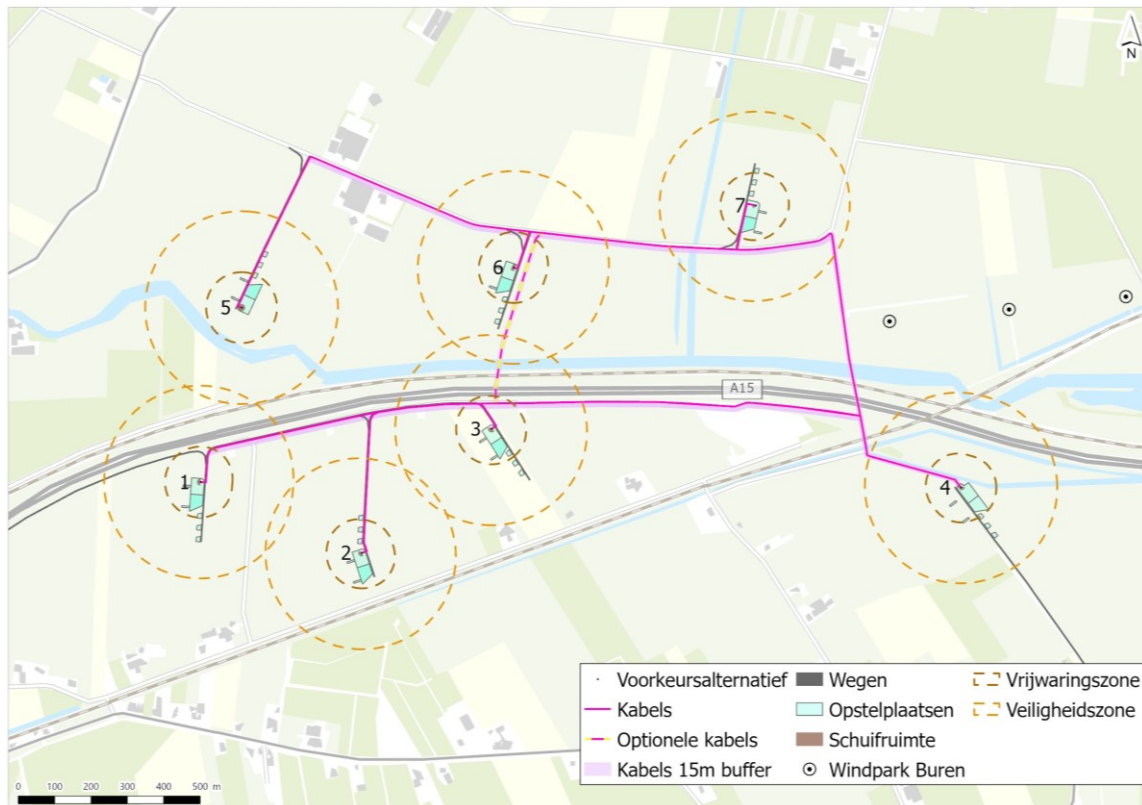 N
7
6
5
A15
3
1
4
2
Voorkeursalternatief
Wegen
Vrijwaringszone
Kabels
Opstelplaatsen
Veiligheidszone
Optionele kabels
Schuifruimte
Kabels 15m buffer
Windpark Buren
0 100 200 300 400 500 m